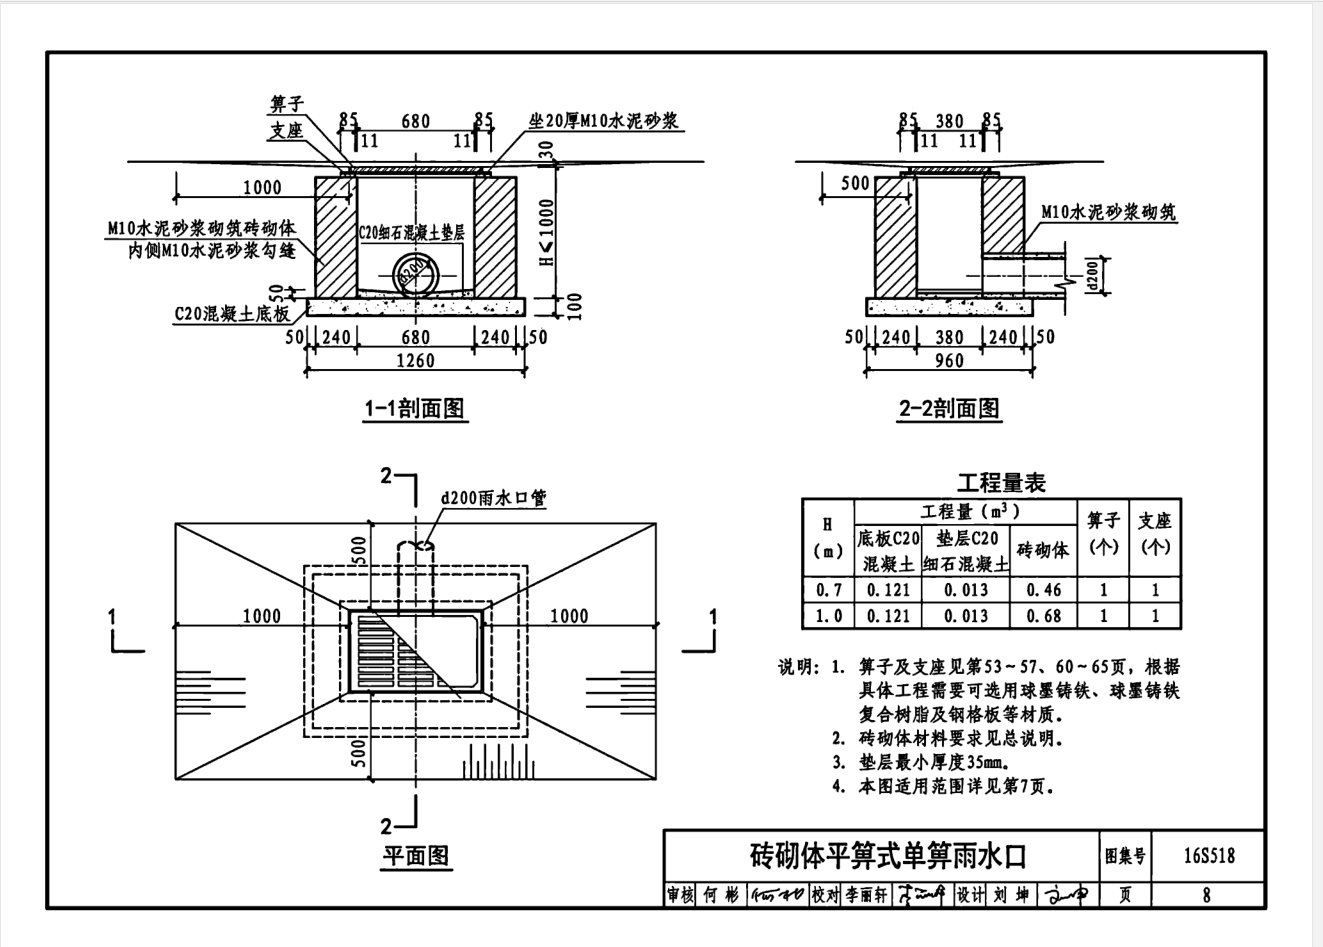 箅子
支座
85
680
85
11
11
坐20厚M10水泥砂浆
30
1000
M10水泥砂浆砌筑砖砌体
内侧M10水泥砂浆勾缝
C20细石混凝土垫层
d200
H≤1000
50
C20混凝土底板
100
50
240
680
240
50
1260
1-1剖面图
85
380
85
11
11
500
M10水泥砂浆砌筑
d200
50
240
380
240
50
960
2-2剖面图
2
d200雨水口管
500
1
1000
1000
1
500
2
平面图
工程量表
H
(m)
工程量(m³)
箅子
(个)
支座
(个)
底板C20
混凝土
垫层C20
细石混凝土
砖砌体
0.7 0.121 0.013 0.46 1 1
1.0 0.121 0.013 0.68 1 1
说明: 1. 箅子及支座见第53~57、60~65页，根据
具体工程需要可选用球墨铸铁、球墨铸铁
复合树脂及钢格板等材质。
2. 砖砌体材料要求见总说明。
3. 垫层最小厚度35mm。
4. 本图适用范围详见第7页。
砖砌体平箅式单箅雨水口
图集号
16S518
审核 何彬 校对 李丽轩 设计 刘坤 页 8